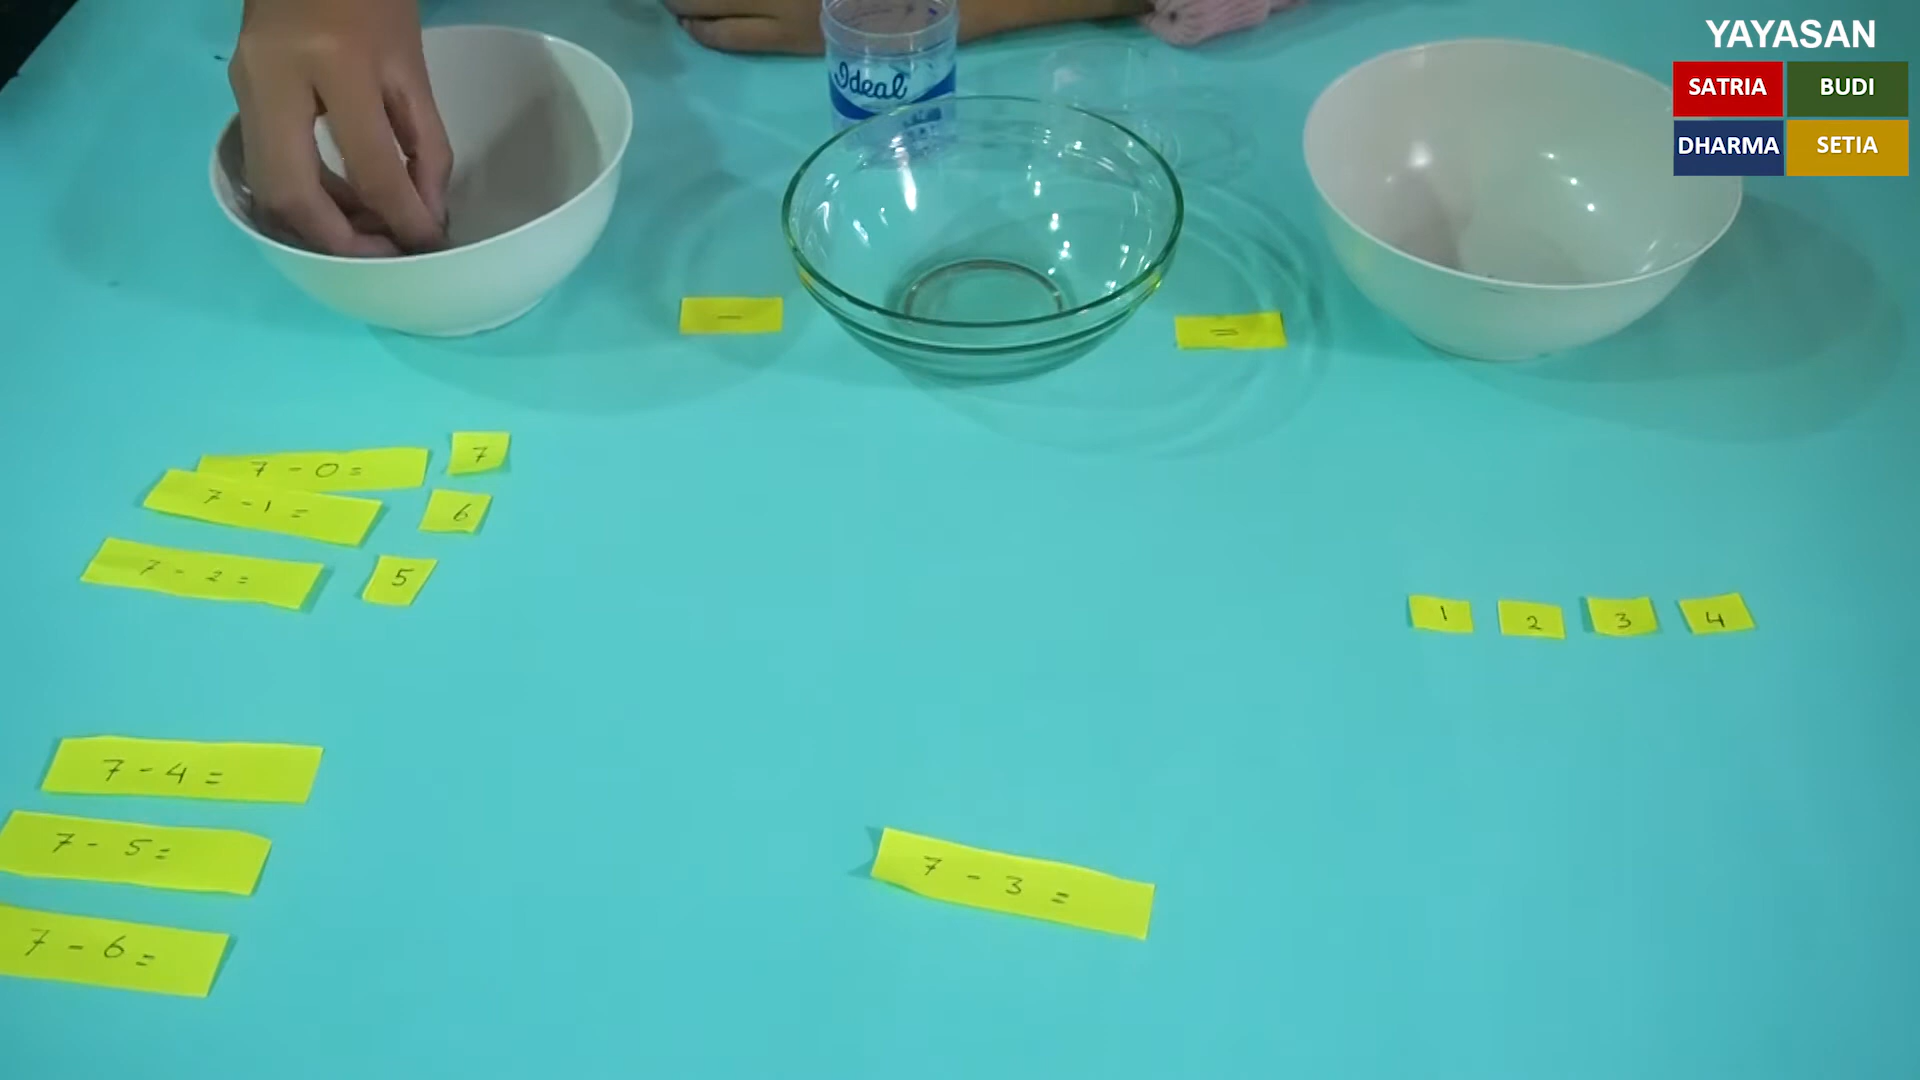 YAYASAN
SATRIA BUDI
DHARMA SETIA
Ideal
-
=
7 - 0 = 7
7 - 1 = 6
7 - 2 = 5
1 2 3 4
7 - 4 =
7 - 5 =
7 - 3 =
7 - 6 =